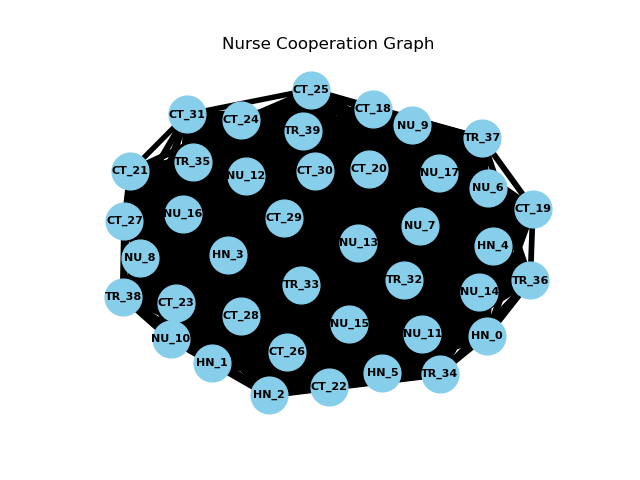 Nurse Cooperation Graph
CT_25
CT_31
CT_24
CT_18
NU_9
TR_39
TR_37
TR_35
CT_21
NU_12
CT_30
CT_20
NU_17
NU_6
CT_19
NU_16
CT_27
CT_29
NU_7
NU_13
HN_4
HN_3
NU_8
TR_33
TR_32
TR_36
NU_14
TR_38
CT_23
CT_28
NU_15
NU_11
HN_0
NU_10
CT_26
HN_1
HN_5
TR_34
CT_22
HN_2